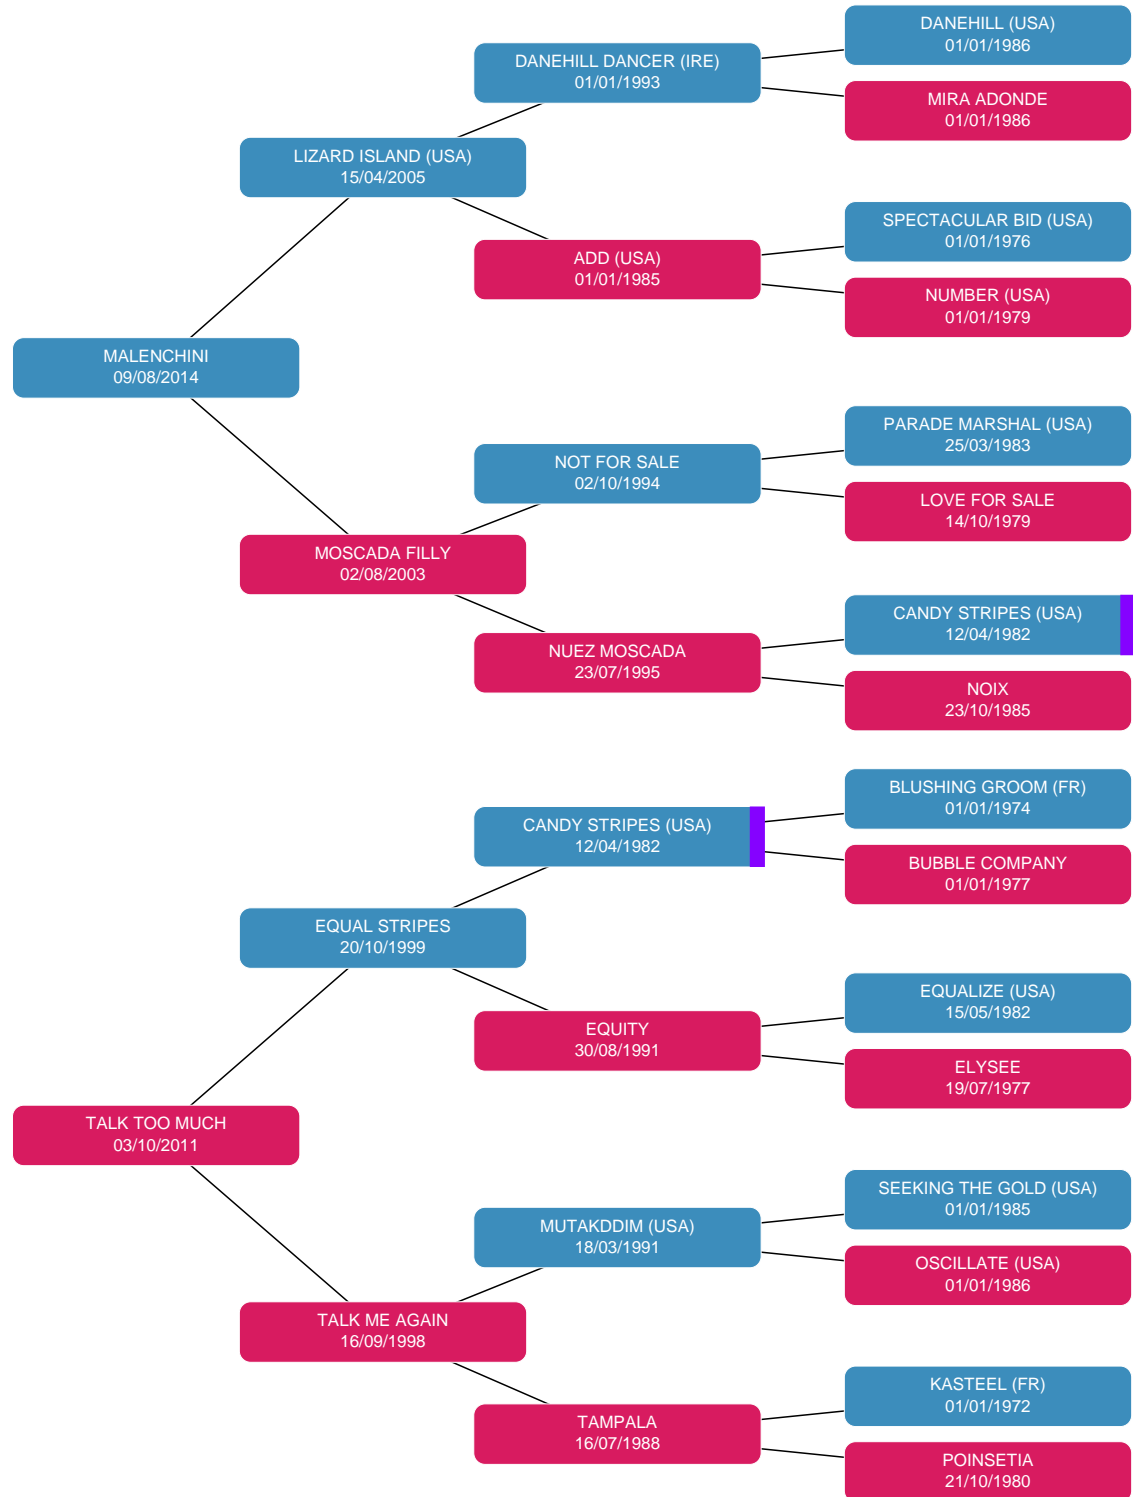 DANEHILL (USA)
01/01/1986
DANEHILL DANCER (IRE)
01/01/1993
MIRA ADONDE
01/01/1986
LIZARD ISLAND (USA)
15/04/2005
SPECTACULAR BID (USA)
01/01/1976
ADD (USA)
01/01/1985
NUMBER (USA)
01/01/1979
MALENCHINI
09/08/2014
PARADE MARSHAL (USA)
25/03/1983
NOT FOR SALE
02/10/1994
LOVE FOR SALE
14/10/1979
MOSCADA FILLY
02/08/2003
CANDY STRIPES (USA)
12/04/1982
NUEZ MOSCADA
23/07/1995
NOIX
23/10/1985
BLUSHING GROOM (FR)
01/01/1974
CANDY STRIPES (USA)
12/04/1982
BUBBLE COMPANY
01/01/1977
EQUAL STRIPES
20/10/1999
EQUALIZE (USA)
15/05/1982
EQUITY
30/08/1991
ELYSEE
19/07/1977
TALK TOO MUCH
03/10/2011
SEEKING THE GOLD (USA)
01/01/1985
MUTAKDDIM (USA)
18/03/1991
OSCILLATE (USA)
01/01/1986
TALK ME AGAIN
16/09/1998
KASTEEL (FR)
01/01/1972
TAMPALA
16/07/1988
POINSETIA
21/10/1980